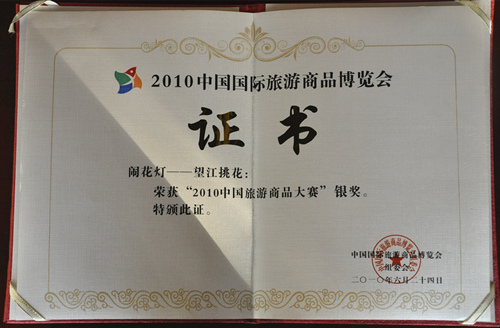 2010中国国际旅游商品博览会
证书
闹花灯——望江挑花：
荣获“2010中国旅游商品大赛”银奖。
特颁此证。
中国国际旅游商品博览会
组委会
二〇一〇年六月二十四日